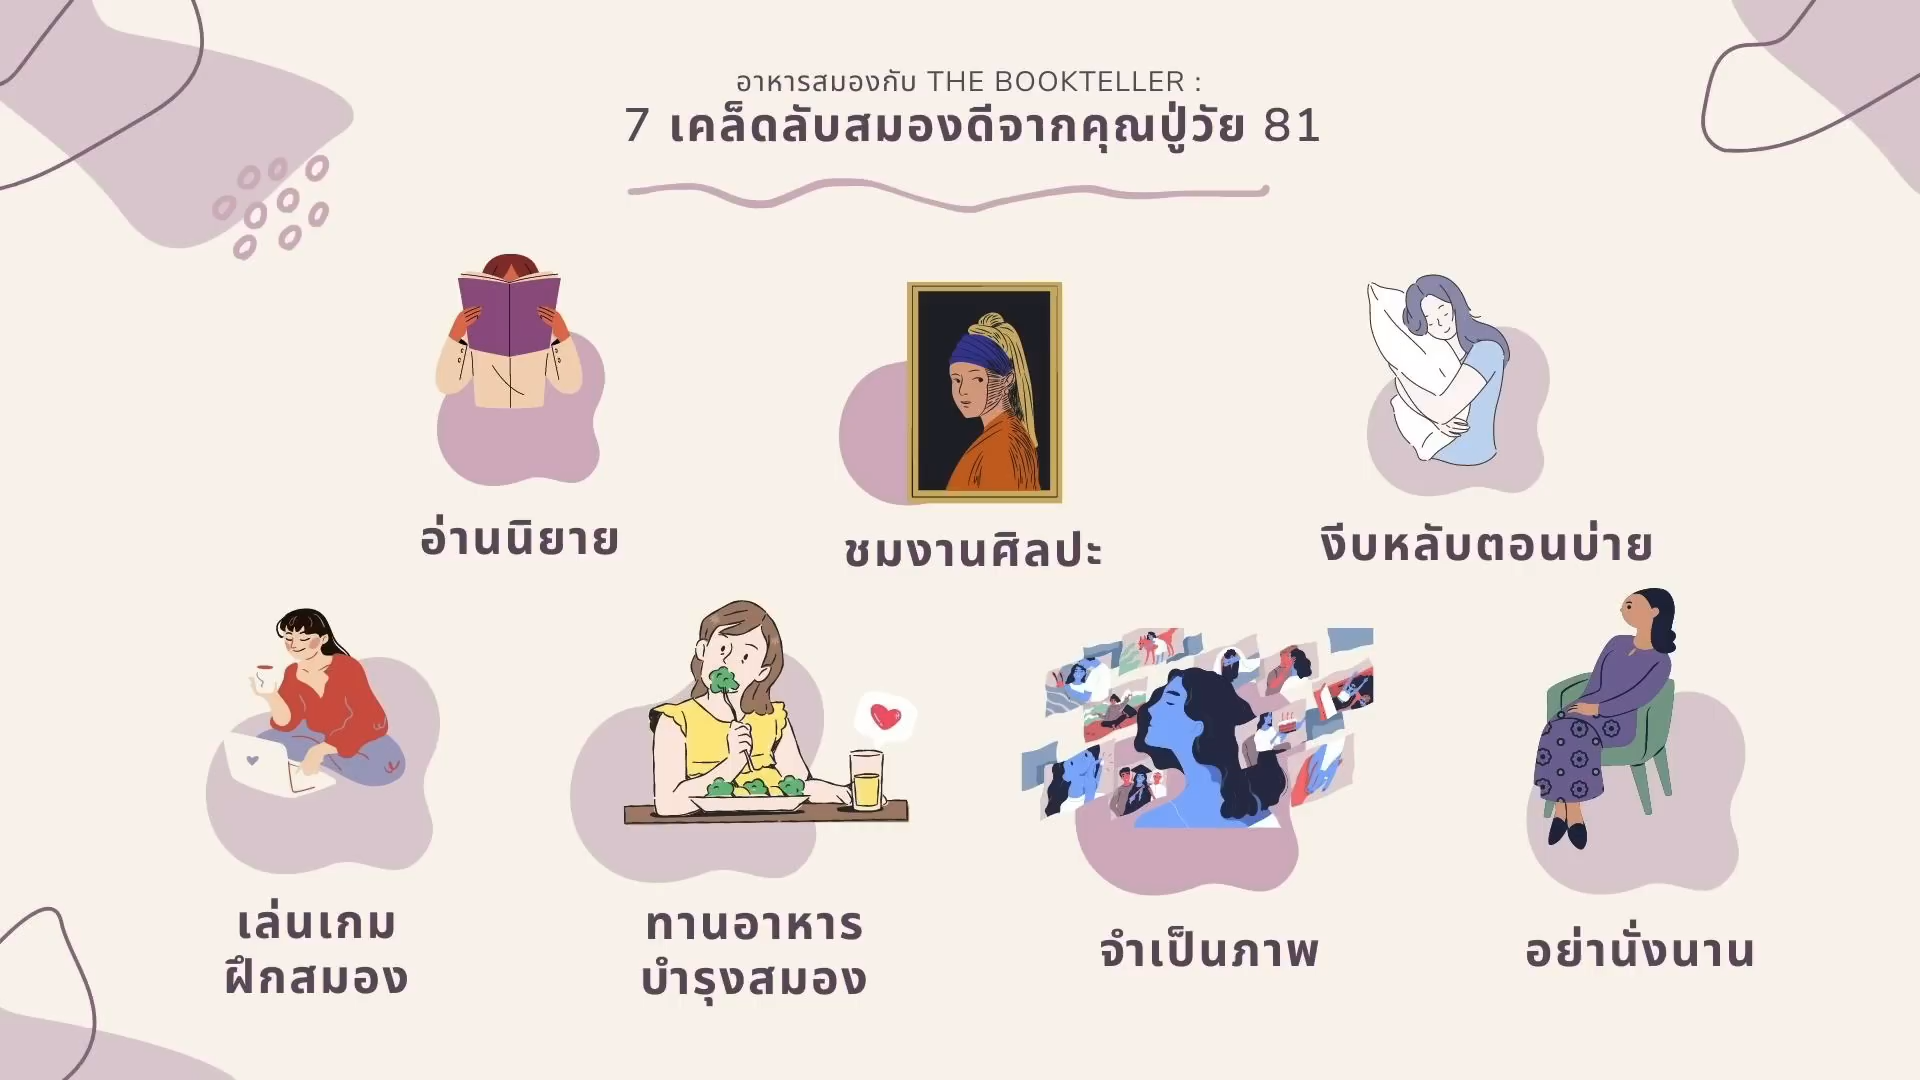 อาหารสมองกับ THE BOOKTELLER :
7 เคล็ดลับสมองดีจากคุณปู่วัย 81
อ่านนิยาย
ชมงานศิลปะ
งีบหลับตอนบ่าย
เล่นเกม
ฝึกสมอง
ทานอาหาร
บำรุงสมอง
จำเป็นภาพ
อย่านั่งนาน